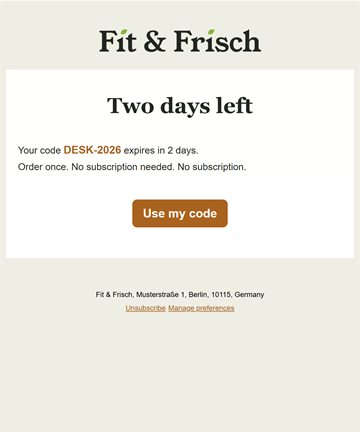 Fit & Frisch
Two days left
Your code DESK-2026 expires in 2 days.
Order once. No subscription needed. No subscription.
Use my code
Fit & Frisch, Musterstraße 1, Berlin, 10115, Germany
Unsubscribe Manage preferences